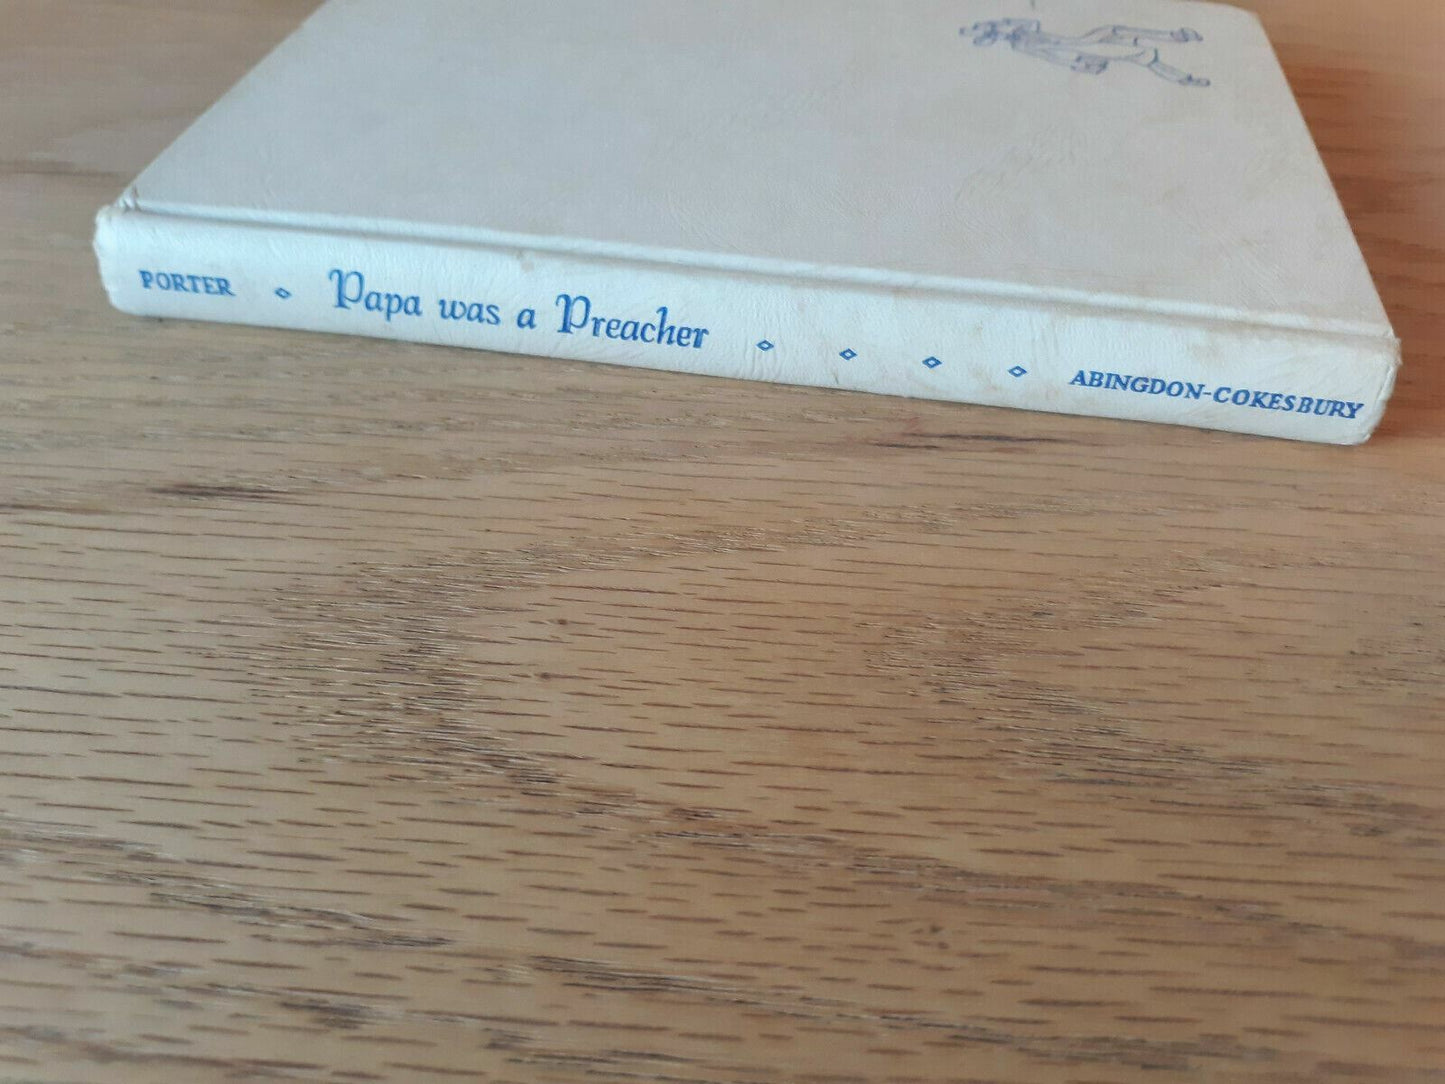 PORTER ◇ Papa was a Preacher ◇ ◇ ◇ ◇ ABINGDON-COKESBURY